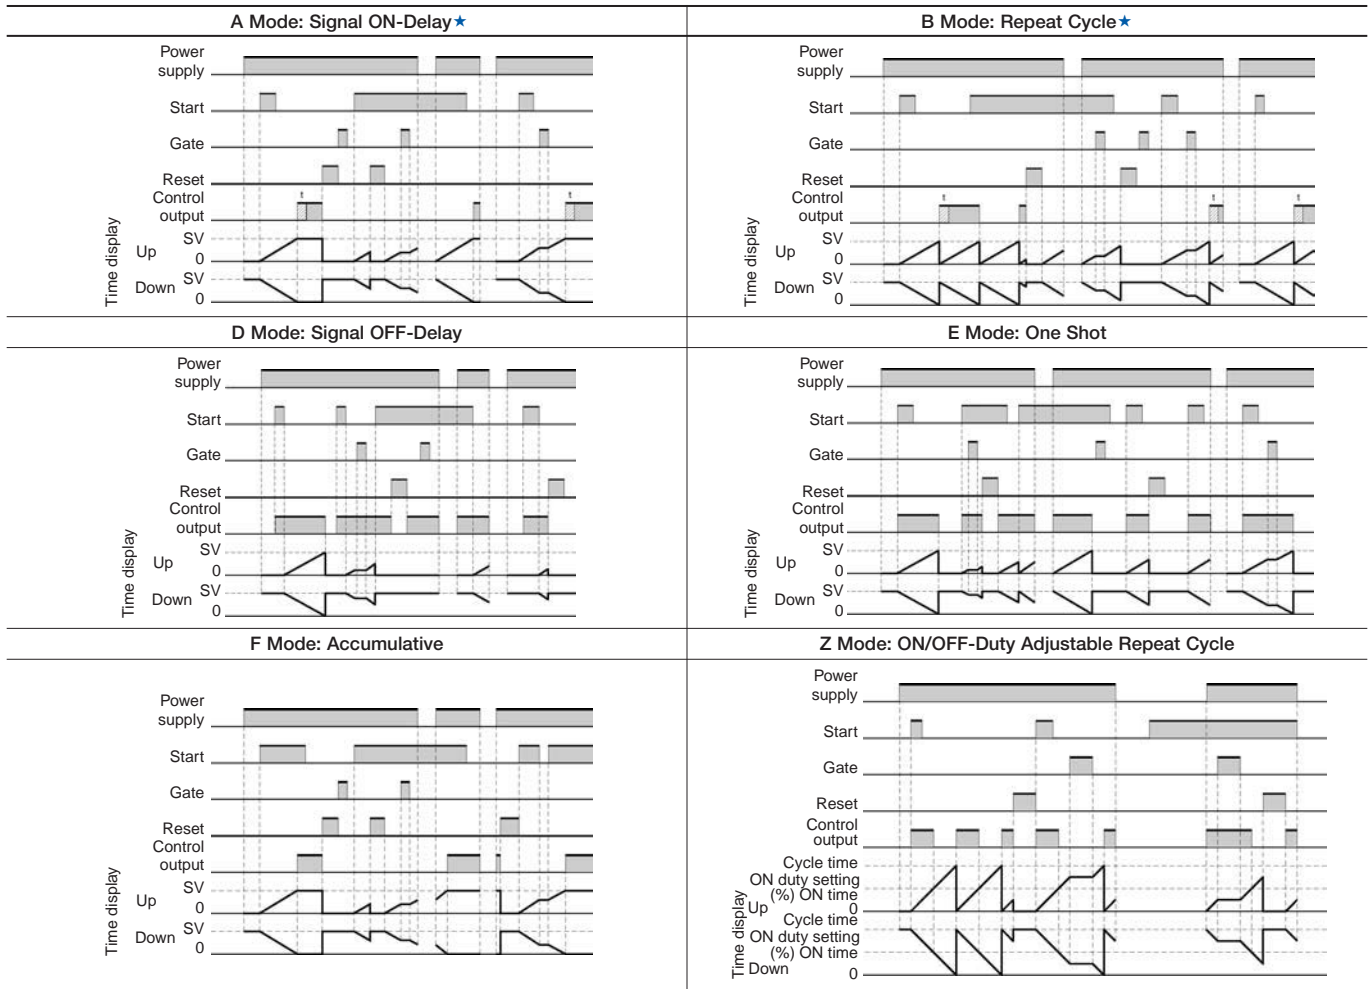 A Mode: Signal ON-Delay★
Power
supply
Start
Gate
Reset
Control
output
t
t
Time display
Up
SV
0
Down
SV
0
B Mode: Repeat Cycle★
Power
supply
Start
Gate
Reset
Control
output
t
t
t
Time display
Up
SV
0
Down
SV
0
D Mode: Signal OFF-Delay
Power
supply
Start
Gate
Reset
Control
output
Time display
Up
SV
0
Down
SV
0
E Mode: One Shot
Power
supply
Start
Gate
Reset
Control
output
Time display
Up
SV
0
Down
SV
0
F Mode: Accumulative
Power
supply
Start
Gate
Reset
Control
output
Time display
Up
SV
0
Down
SV
0
Z Mode: ON/OFF-Duty Adjustable Repeat Cycle
Power
supply
Start
Gate
Reset
Control
output
Time display
Cycle time
ON duty setting
(%) ON time
Up
0
Cycle time
ON duty setting
(%) ON time
Down
0